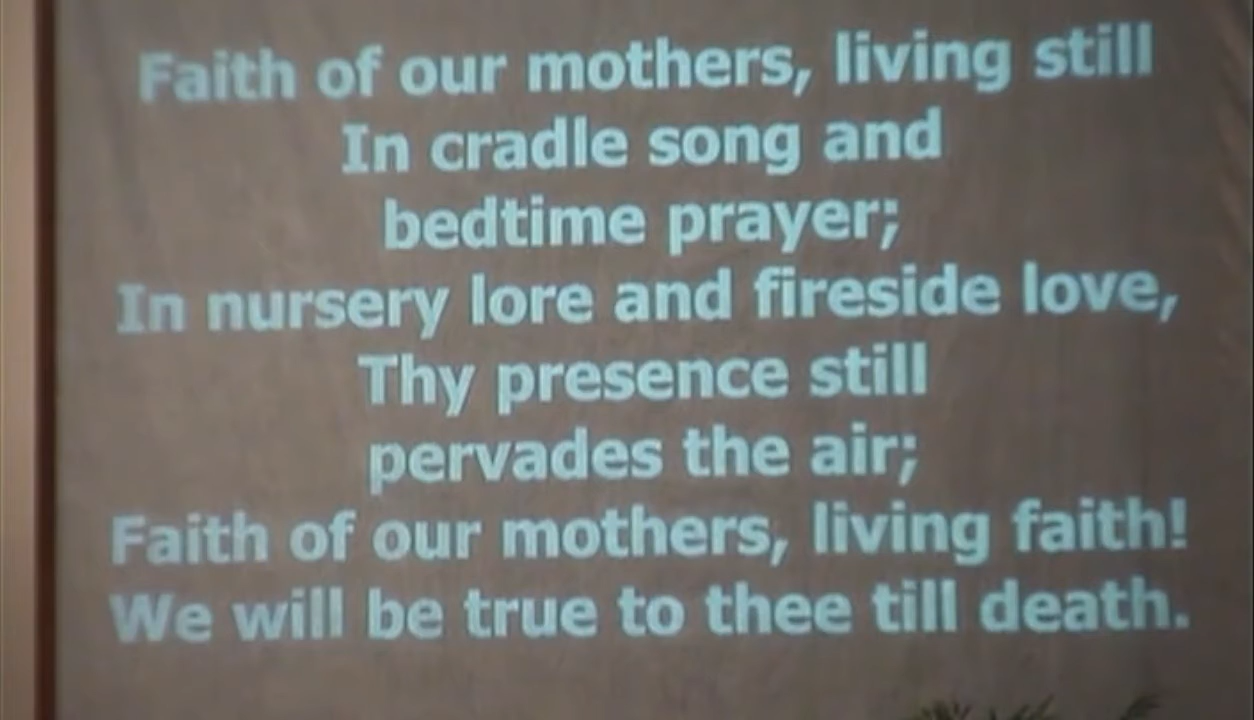 Faith of our mothers, living still
In cradle song and
bedtime prayer;
In nursery lore and fireside love,
Thy presence still
pervades the air;
Faith of our mothers, living faith!
We will be true to thee till death.